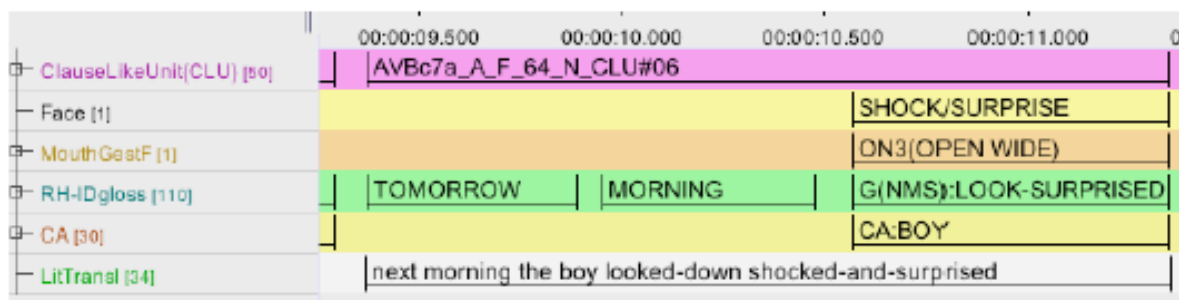 00:00:09.500 00:00:10.000 00:00:10.500 00:00:11.000 0
ClauseLikeUnit(CLU) [50] AVBc7a_A_F_64_N_CLU#06
Face [1] SHOCK/SURPRISE
MouthGestF [1] ON3(OPEN WIDE)
RH-IDgloss [110] TOMORROW MORNING G(NMS):LOOK-SURPRISED
CA [30] CA:BOY
LitTransl [34] next morning the boy looked-down shocked-and-surprised